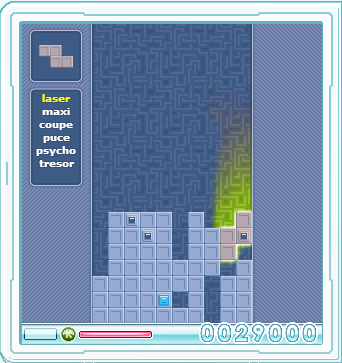 laser
maxi
coupe
puce
psycho
tresor
0029000